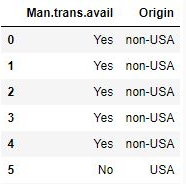 Man.trans.avail Origin
0 Yes non-USA
1 Yes non-USA
2 Yes non-USA
3 Yes non-USA
4 Yes non-USA
5 No USA